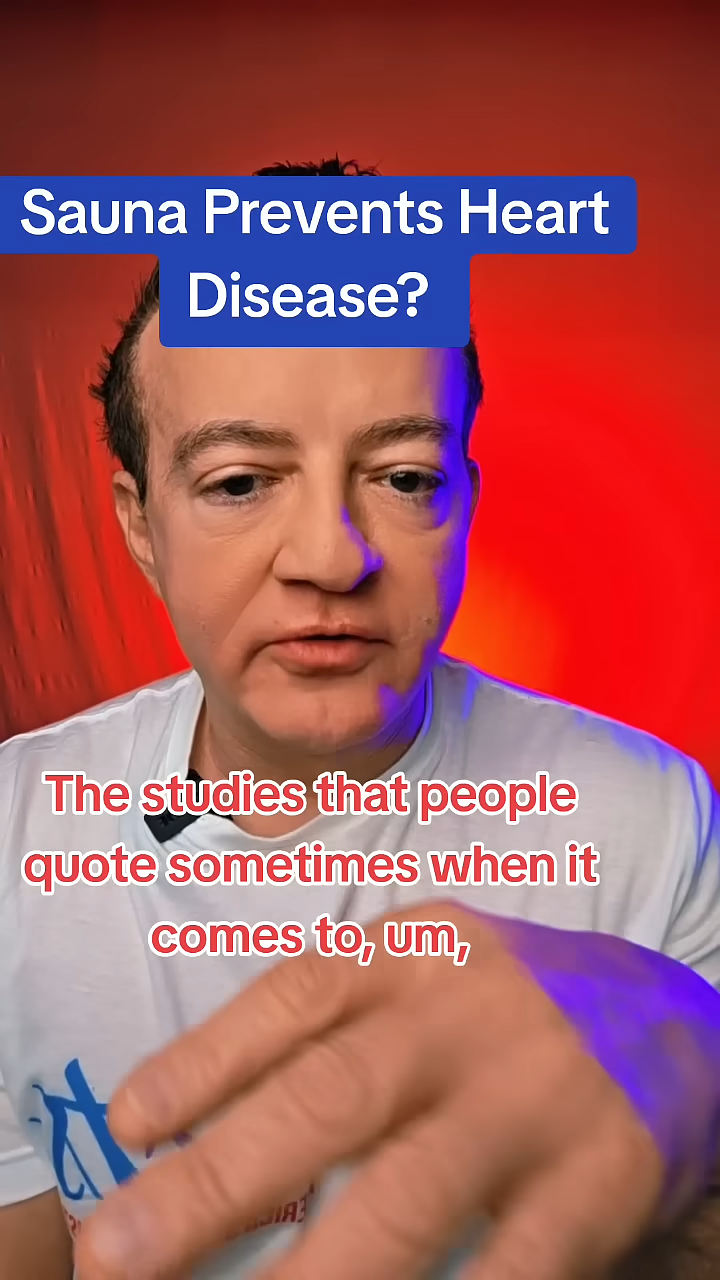 Sauna Prevents Heart
Disease?
The studies that people
quote sometimes when it
comes to, um,